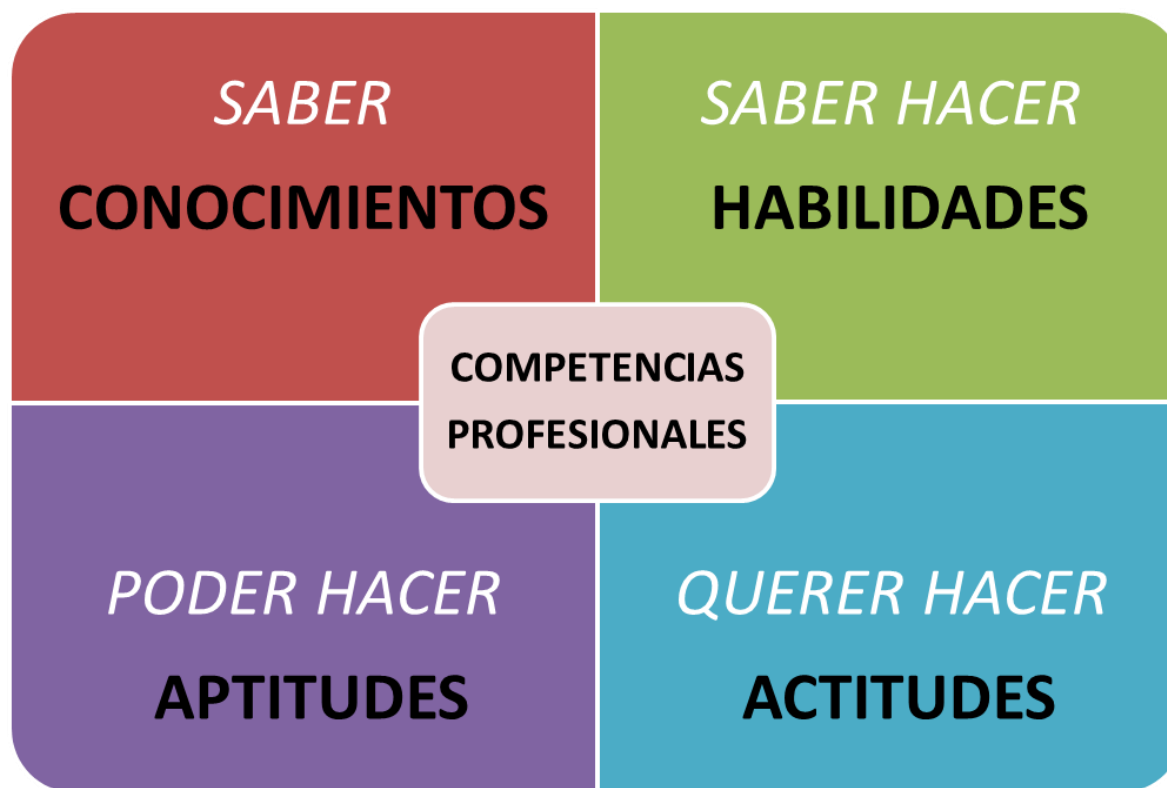 SABER
CONOCIMIENTOS
SABER HACER
HABILIDADES
COMPETENCIAS
PROFESIONALES
PODER HACER
APTITUDES
QUERER HACER
ACTITUDES